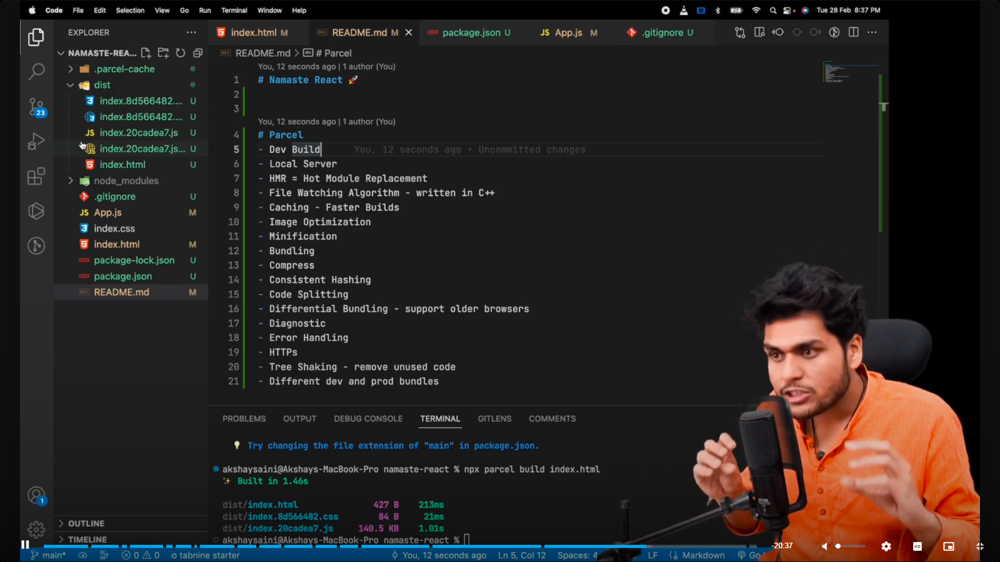 Code File Edit Selection View Go Run Terminal Window Help
Tue 28 Feb 8:37 PM
EXPLORER
index.html M
README.md M
package.json U
App.js M
.gitignore U
NAMASTE-REA...
README.md > # Parcel
.parcel-cache
dist
index.8d566482.... U
index.8d566482.... U
index.20cadea7.js U
index.20cadea7.js... U
index.html U
node_modules
.gitignore U
App.js M
index.css
index.html M
package-lock.json U
package.json U
README.md M
23
1
OUTLINE
TIMELINE
You, 12 seconds ago | 1 author (You)
1 # Namaste React 🚀
2
3
You, 12 seconds ago | 1 author (You)
4 # Parcel
5 - Dev Build You, 12 seconds ago • Uncommitted changes
6 - Local Server
7 - HMR = Hot Module Replacement
8 - File Watching Algorithm - written in C++
9 - Caching - Faster Builds
10 - Image Optimization
11 - Minification
12 - Bundling
13 - Compress
14 - Consistent Hashing
15 - Code Splitting
16 - Differential Bundling - support older browsers
17 - Diagnostic
18 - Error Handling
19 - HTTPs
20 - Tree Shaking - remove unused code
21 - Different dev and prod bundles
PROBLEMS OUTPUT DEBUG CONSOLE TERMINAL GITLENS COMMENTS
💡 Try changing the file extension of "main" in package.json.
akshaysaini@Akshays-MacBook-Pro namaste-react % npx parcel build index.html
✨ Built in 1.46s
dist/index.html 427 B 213ms
dist/index.8d566482.css 84 B 21ms
dist/index.20cadea7.js 140.5 KB 1.01s
akshaysaini@Akshays-MacBook-Pro namaste-react %
-20:37
HD
main* 0 0 tabnine starter You, 12 seconds ago Ln 5, Col 12 Spaces: 4 LF Markdown Go